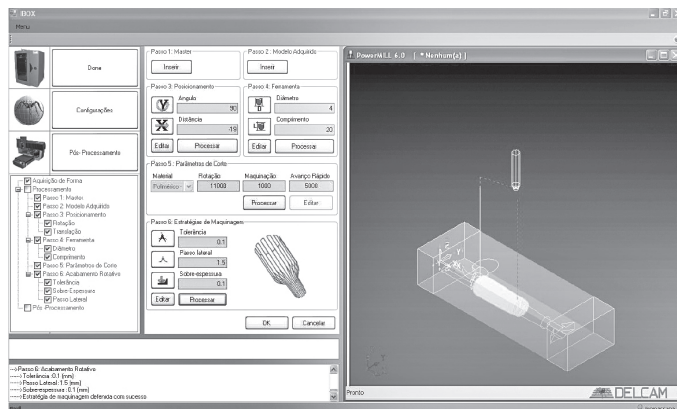 IDOX
Menu
Done
Configurações
Pós-Processamento
Aquisição de Forma
Processamento
Passo 1: Master
Passo 2: Modelo Adquirido
Passo 3: Posicionamento
Rotação
Translação
Passo 4: Ferramenta
Diâmetro
Comprimento
Passo 5: Parâmetros de Corte
Passo 6: Acabamento Rotativo
Tolerância
Sobre-Espessura
Passo Lateral
Pós-Processamento
Passo 1: Master
Inserir
Passo 2: Modelo Adquirido
Inserir
Passo 3: Posicionamento
Ângulo
90
Distância
-19
Editar
Processar
Passo 4: Ferramenta
Diâmetro
4
Comprimento
20
Editar
Processar
Passo 5: Parâmetros de Corte
Material
Rotação
Maquinação
Avanço Rápido
Polimérico
11000
1000
5000
Processar
Editar
Passo 6: Estratégias de Maquinagem
Tolerância
0.1
Passo lateral
1.5
Sobre-espessura
0.1
Editar
Processar
OK
Cancelar
PowerMILL 6.0 [ * Nenhum(a) ]
Z
Y
Pronto
DELCAM
--->Passo 6: Acabamento Rotativo
----->Tolerância :0.1 (mm)
----->Passo Lateral :1.5 (mm)
----->Sobre-espessura :0.1 (mm)
----->Estratégia de maquinagem defenida com sucesso